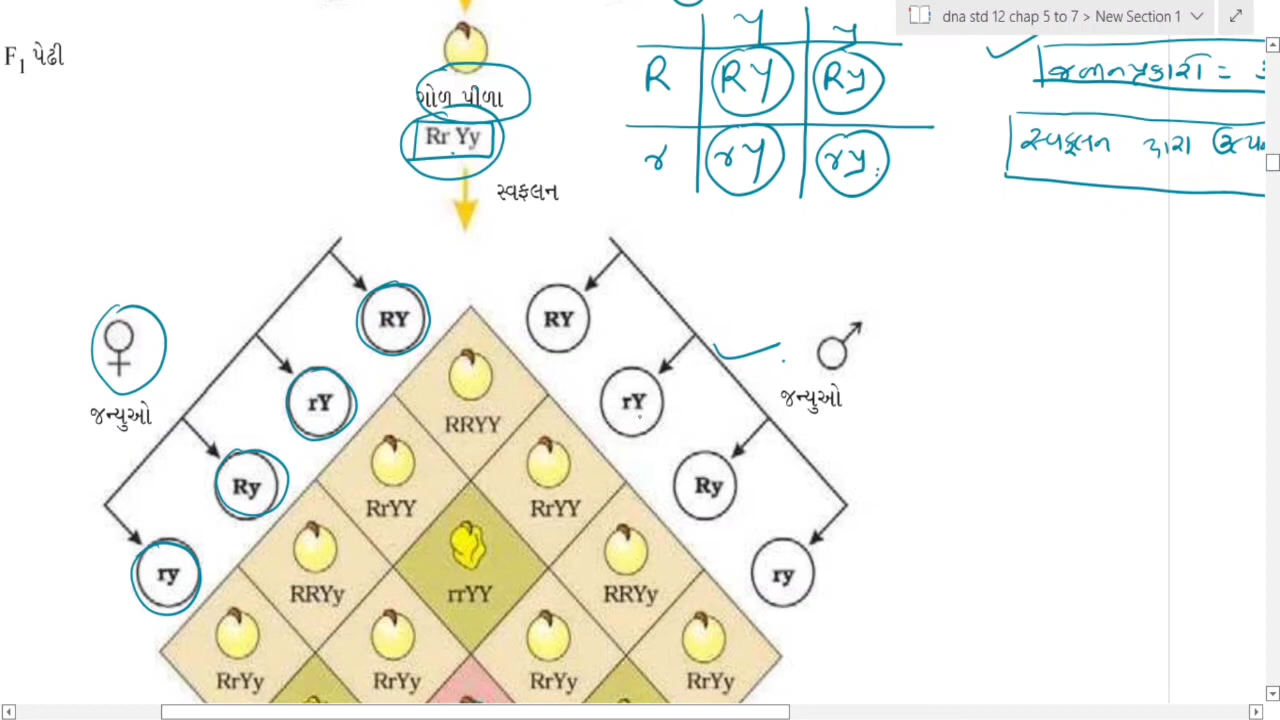 dna std 12 chap 5 to 7 > New Section 1
Y y
F1 પેઢી
ગોળ પીળા
R RY Ry
Rr Yy
r rY ry
સ્વફલન દ્વારા
સ્વફલન
RY RY
rY rY
જન્યુઓ જન્યુઓ
RRYY
Ry Ry
RrYY RrYY
ry ry
RRYy rrYY RRYy
RrYy RrYy RrYy RrYy